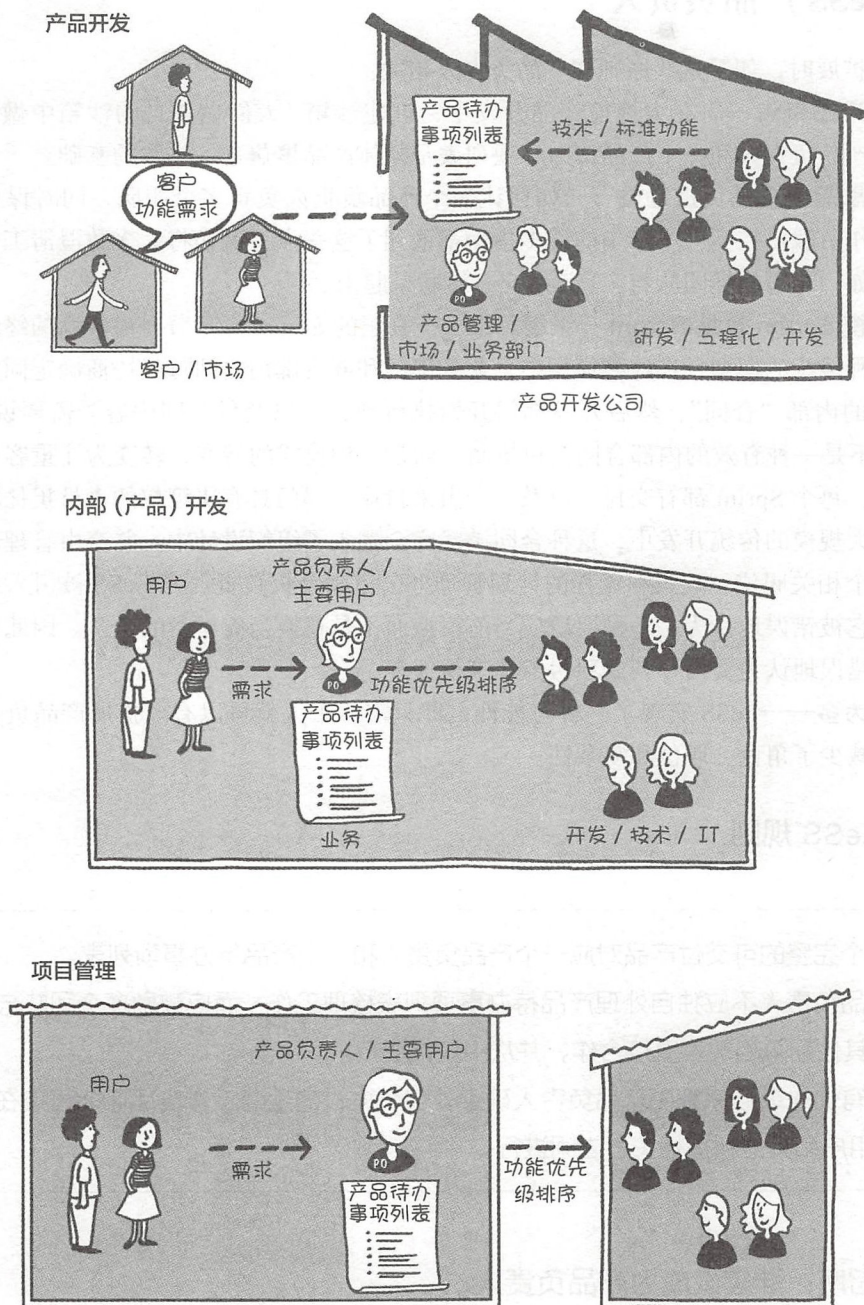 产品开发
产品待办
事项列表
技术 / 标准功能
客户
功能需求
PO
产品管理 /
市场 / 业务部门
研发 / 互程化 / 开发
客户 / 市场
产品开发公司
内部（产品）开发
产品负责人 /
主要用户
用户
PO
需求
功能优先级排序
产品待办
事项列表
业务
开发 / 技术 / IT
项目管理
产品负责人 / 主要用户
用户
需求
PO
功能优先
级排序
产品待办
事项列表